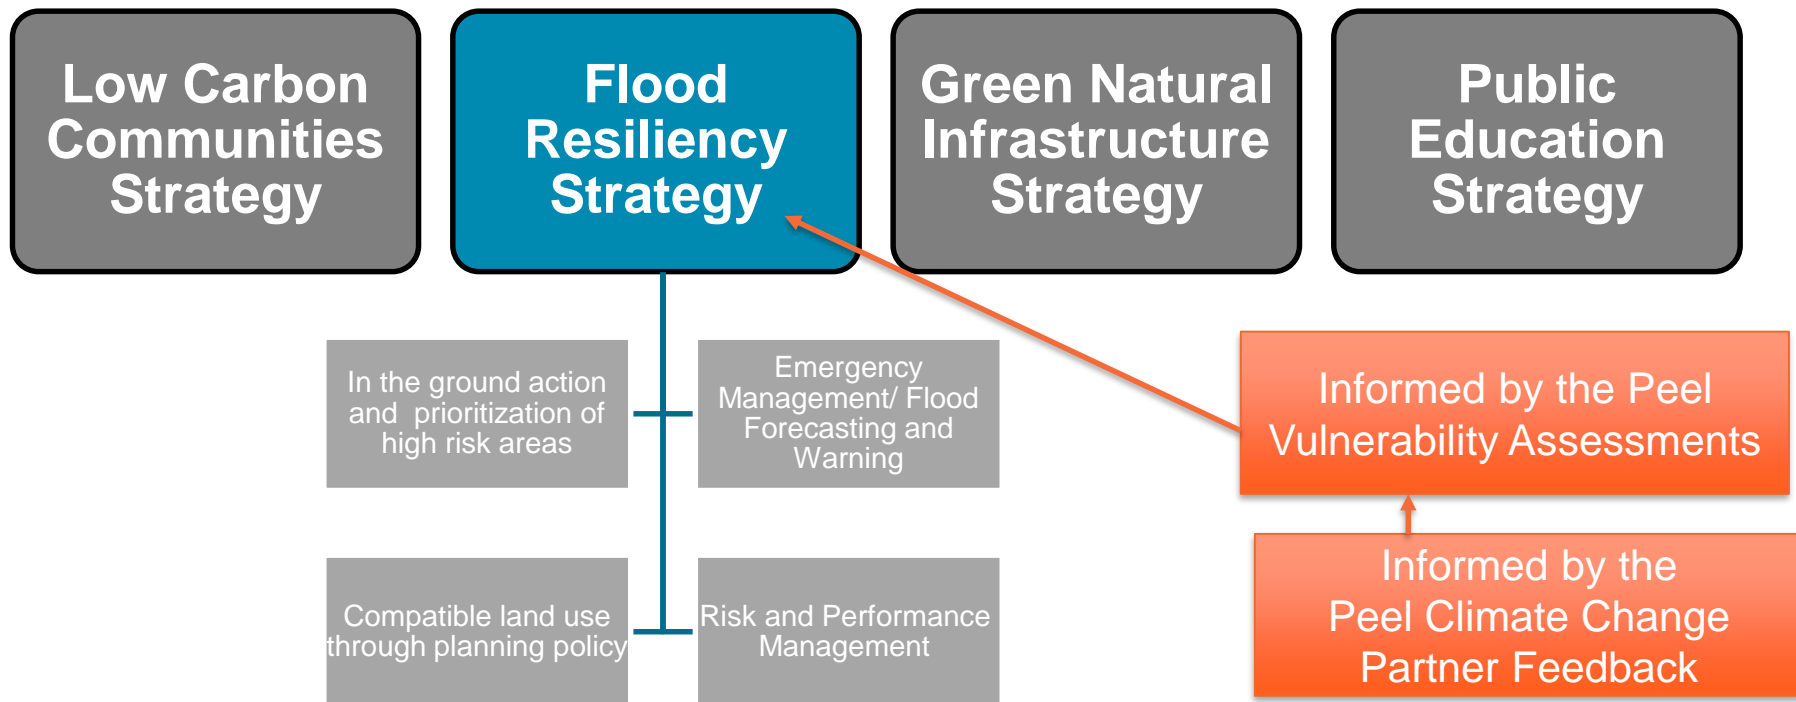 Low Carbon
Communities
Strategy
Flood
Resiliency
Strategy
Green Natural
Infrastructure
Strategy
Public
Education
Strategy
In the ground action
and prioritization of
high risk areas
Emergency
Management/ Flood
Forecasting and
Warning
Compatible land use
through planning policy
Risk and Performance
Management
Informed by the Peel
Vulnerability Assessments
Informed by the
Peel Climate Change
Partner Feedback